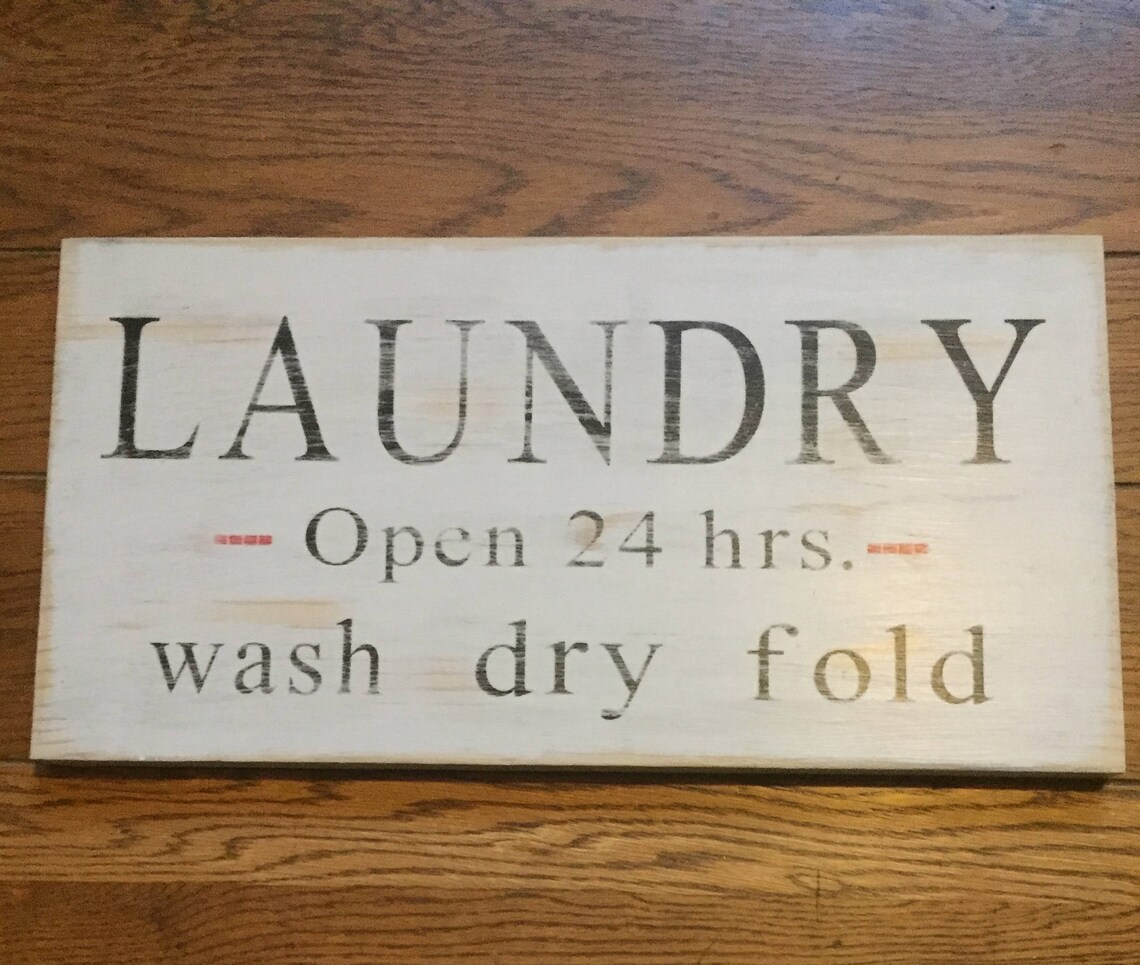 LAUNDRY
- Open 24 hrs. -
wash dry fold